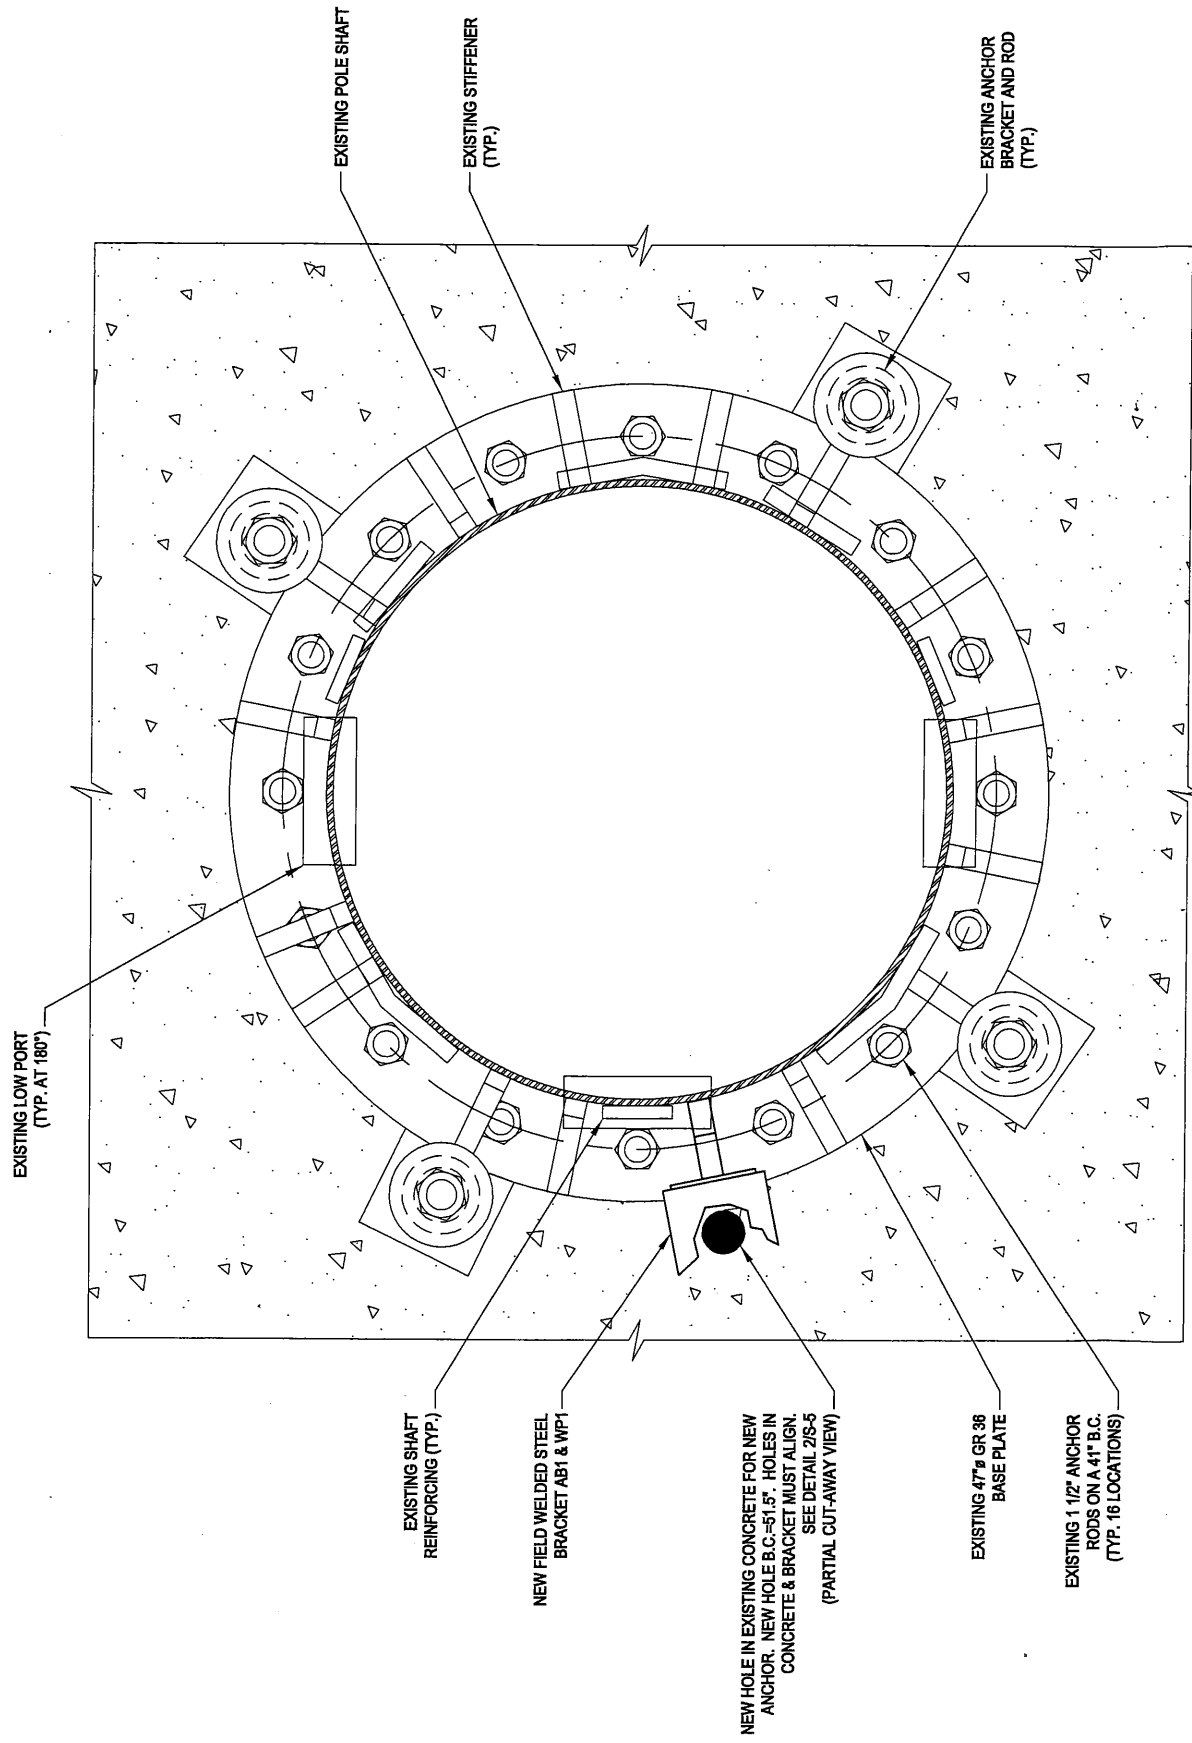 EXISTING LOW PORT
(TYP. AT 180°)
EXISTING POLE SHAFT
EXISTING STIFFENER
(TYP.)
EXISTING ANCHOR
BRACKET AND ROD
(TYP.)
EXISTING SHAFT
REINFORCING (TYP.)
NEW FIELD WELDED STEEL
BRACKET AB1 & WP1
NEW HOLE IN EXISTING CONCRETE FOR NEW
ANCHOR. NEW HOLE B.C.=51.5". HOLES IN
CONCRETE & BRACKET MUST ALIGN.
SEE DETAIL 2/S-5
(PARTIAL CUT-AWAY VIEW)
EXISTING 47"ø GR 36
BASE PLATE
EXISTING 1 1/2" ANCHOR
RODS ON A 41" B.C.
(TYP. 16 LOCATIONS)